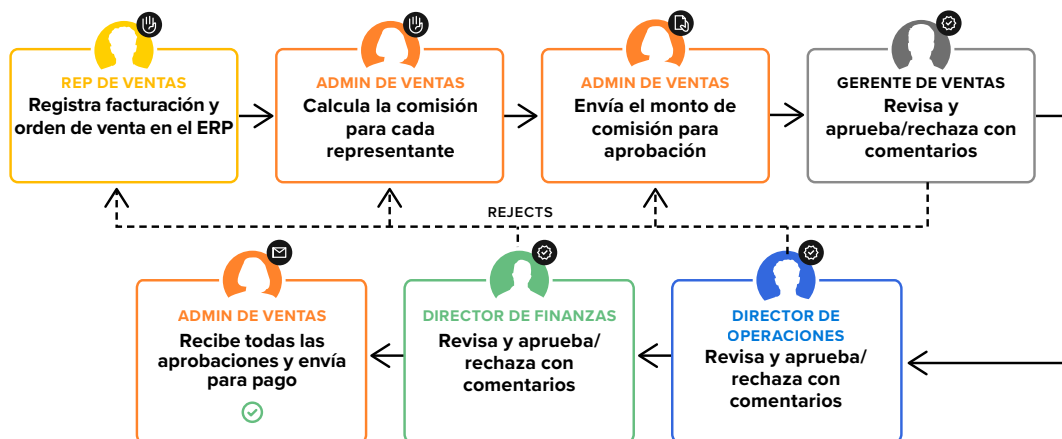 REP DE VENTAS
Registra facturación y
orden de venta en el ERP
ADMIN DE VENTAS
Calcula la comisión
para cada
representante
ADMIN DE VENTAS
Envía el monto de
comisión para
aprobación
GERENTE DE VENTAS
Revisa y
aprueba/rechaza con
comentarios
REJECTS
ADMIN DE VENTAS
Recibe todas las
aprobaciones y envía
para pago
DIRECTOR DE FINANZAS
Revisa y aprueba/
rechaza con
comentarios
DIRECTOR DE
OPERACIONES
Revisa y aprueba/
rechaza con
comentarios